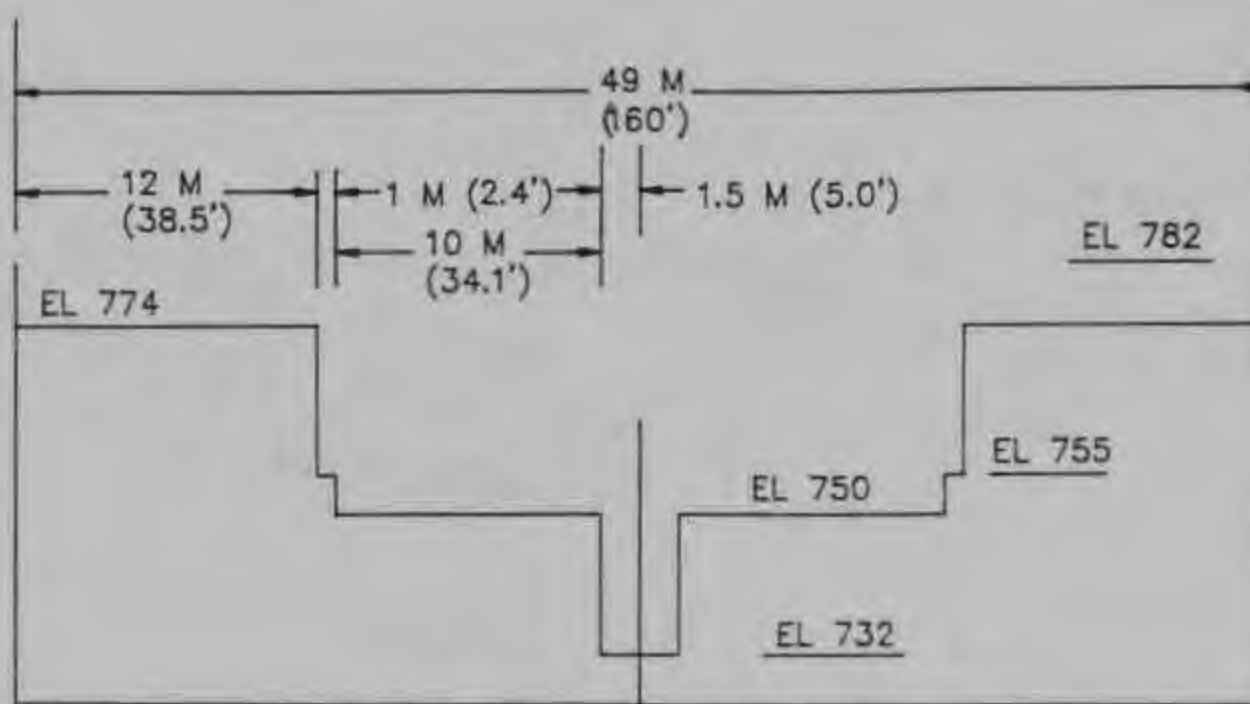 49 M
(160')
12 M
(38.5')
1 M (2.4')
1.5 M (5.0')
10 M
(34.1')
EL 782
EL 774
EL 755
EL 750
EL 732